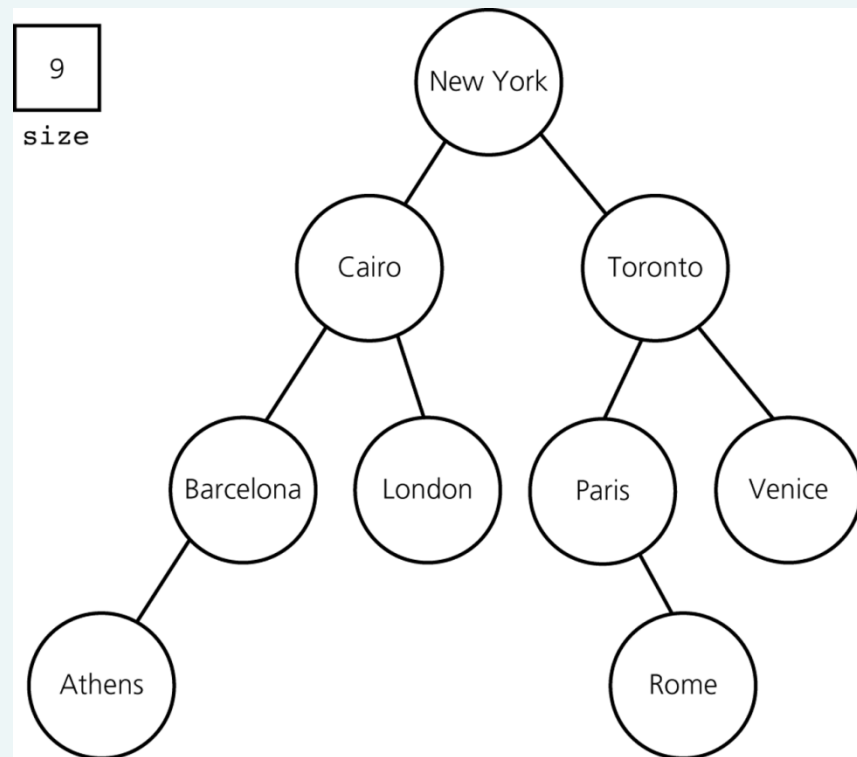 9
size
New York
Cairo
Toronto
Barcelona
London
Paris
Venice
Athens
Rome